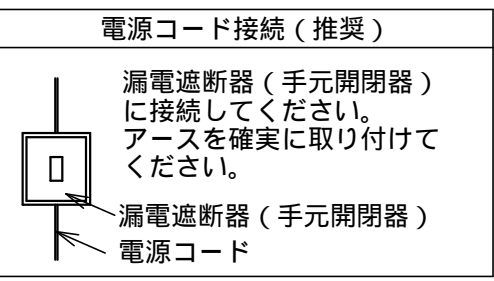 電源コード接続(推奨)
漏電遮断器(手元開閉器)
に接続してください。
アースを確実に取り付けて
ください。
漏電遮断器(手元開閉器)
電源コード